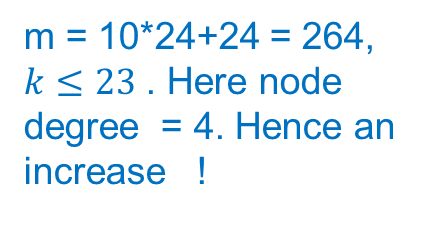 m = 10*24+24 = 264,
k ≤ 23 . Here node
degree = 4. Hence an
increase !